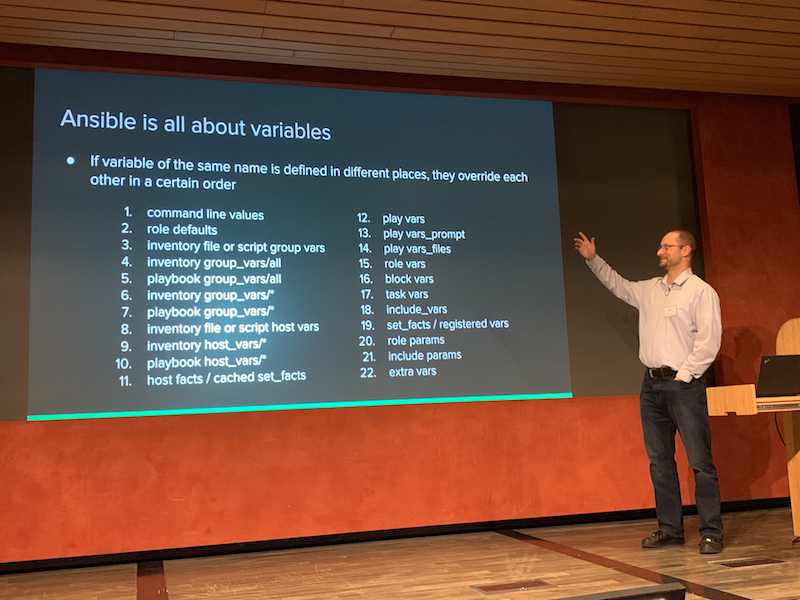 Ansible is all about variables
● If variable of the same name is defined in different places, they override each
other in a certain order
1. command line values
2. role defaults
3. inventory file or script group vars
4. inventory group_vars/all
5. playbook group_vars/all
6. inventory group_vars/*
7. playbook group_vars/*
8. inventory file or script host vars
9. inventory host_vars/*
10. playbook host_vars/*
11. host facts / cached set_facts
12. play vars
13. play vars_prompt
14. play vars_files
15. role vars
16. block vars
17. task vars
18. include_vars
19. set_facts / registered vars
20. role params
21. include params
22. extra vars